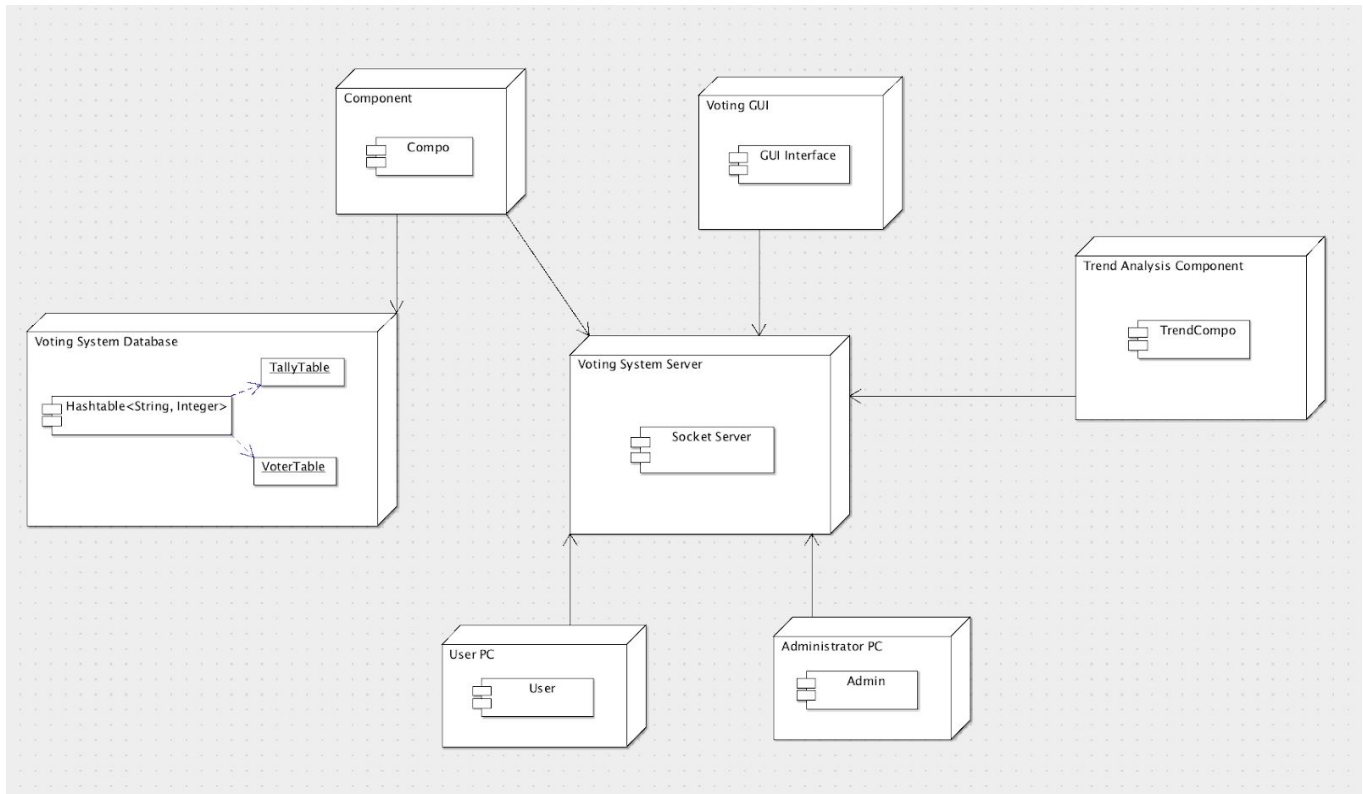 Component
Compo
Voting GUI
GUI Interface
Trend Analysis Component
TrendCompo
Voting System Database
TallyTable
Hashtable<String, Integer>
VoterTable
Voting System Server
Socket Server
User PC
User
Administrator PC
Admin